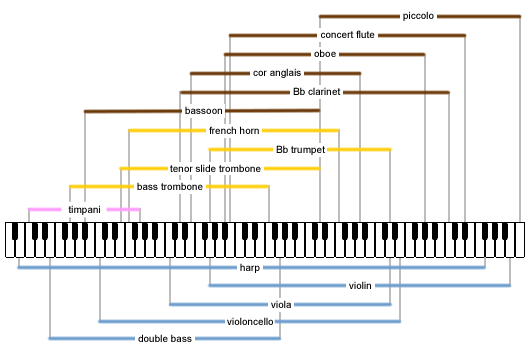 piccolo
concert flute
oboe
cor anglais
Bb clarinet
bassoon
french horn
Bb trumpet
tenor slide trombone
bass trombone
timpani
harp
violin
viola
violoncello
double bass